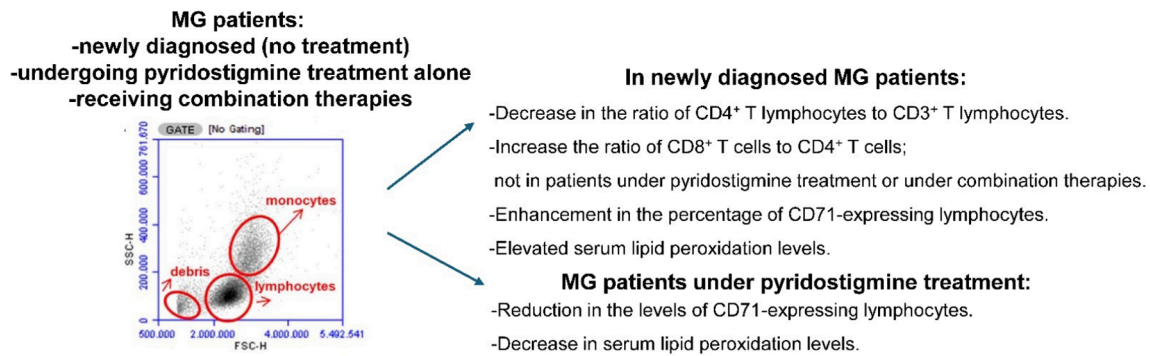 MG patients:
-newly diagnosed (no treatment)
-undergoing pyridostigmine treatment alone
-receiving combination therapies
GATE [No Gating]
761.670
600.000
400.000
200.000
0
SSC-H
monocytes
debris
lymphocytes
500.000 2.000.000 4.000.000 5.492.541
FSC-H
In newly diagnosed MG patients:
-Decrease in the ratio of CD4⁺ T lymphocytes to CD3⁺ T lymphocytes.
-Increase the ratio of CD8⁺ T cells to CD4⁺ T cells;
not in patients under pyridostigmine treatment or under combination therapies.
-Enhancement in the percentage of CD71-expressing lymphocytes.
-Elevated serum lipid peroxidation levels.
MG patients under pyridostigmine treatment:
-Reduction in the levels of CD71-expressing lymphocytes.
-Decrease in serum lipid peroxidation levels.